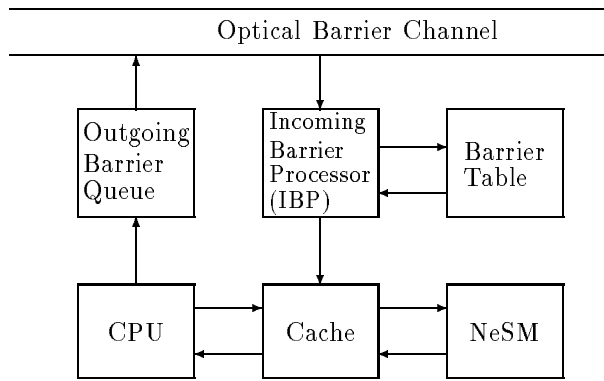 Optical Barrier Channel
Outgoing
Barrier
Queue
Incoming
Barrier
Processor
(IBP)
Barrier
Table
CPU
Cache
NeSM